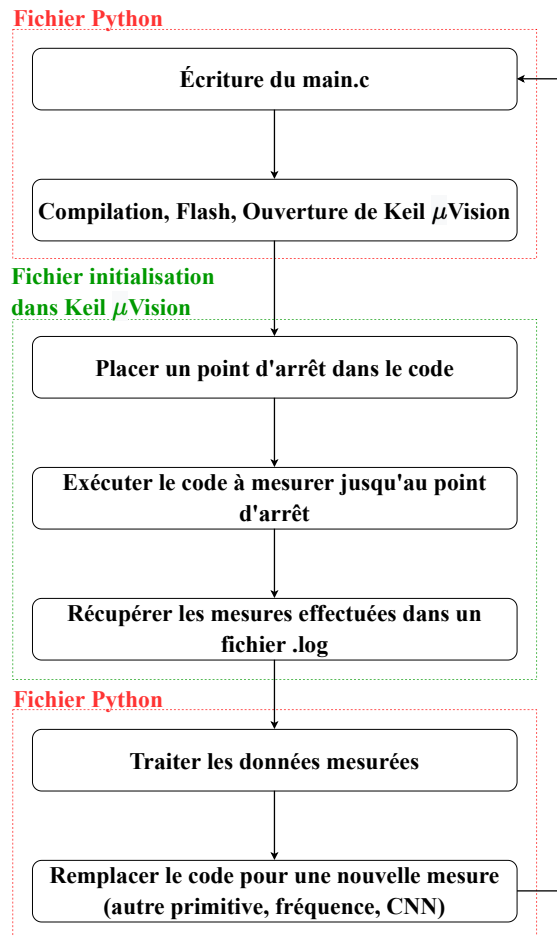 Fichier Python
Écriture du main.c
Compilation, Flash, Ouverture de Keil µVision
Fichier initialisation
dans Keil µVision
Placer un point d'arrêt dans le code
Exécuter le code à mesurer jusqu'au point
d'arrêt
Récupérer les mesures effectuées dans un
fichier .log
Fichier Python
Traiter les données mesurées
Remplacer le code pour une nouvelle mesure
(autre primitive, fréquence, CNN)